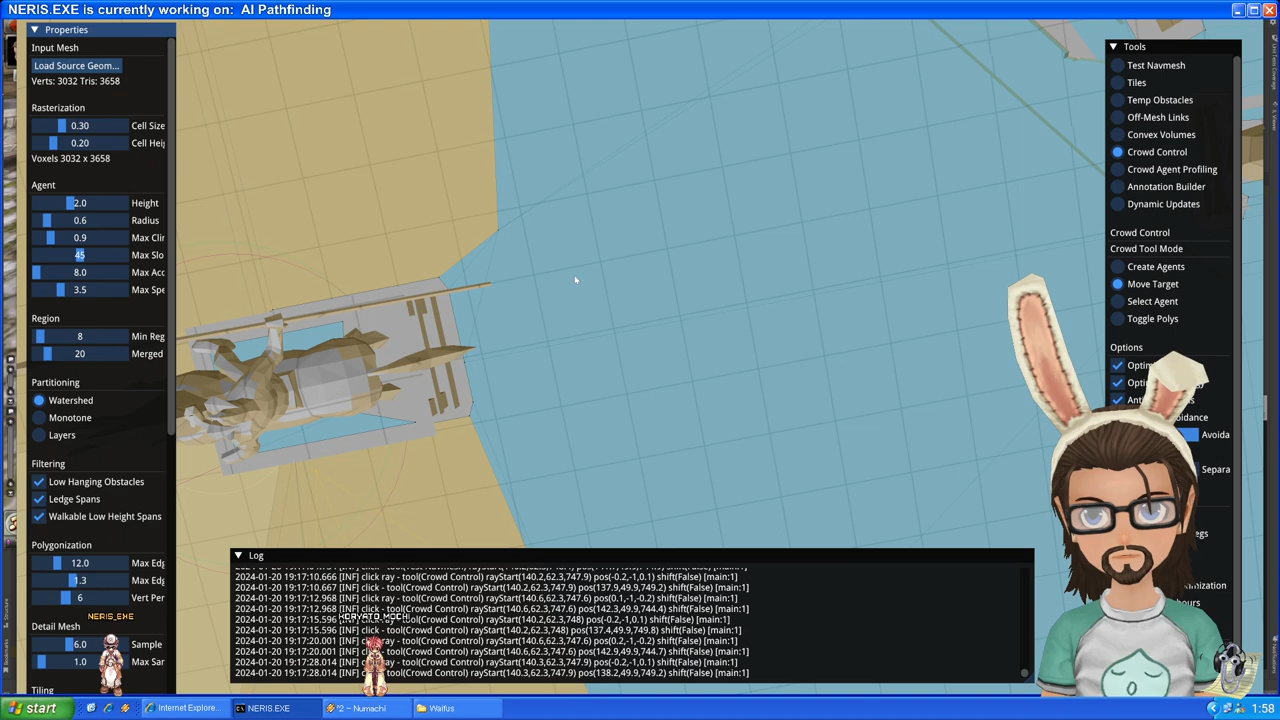 NERIS.EXE is currently working on: AI Pathfinding
Properties
Input Mesh
Load Source Geom...
Verts: 3032 Tris: 3658
Rasterization
0.30 Cell Size
0.20 Cell Hei
Voxels 3032 x 3658
Agent
2.0 Height
0.6 Radius
0.9 Max Clim
45 Max Slo
8.0 Max Acc
3.5 Max Spe
Region
8 Min Reg
20 Merged
Partitioning
Watershed
Monotone
Layers
Filtering
Low Hanging Obstacles
Ledge Spans
Walkable Low Height Spans
Polygonization
12.0 Max Edg
1.3 Max Edg
6 Vert Per
NERIS.EXE
Detail Mesh
6.0 Sample
1.0 Max Sar
Tiling
Tools
Test Navmesh
Tiles
Temp Obstacles
Off-Mesh Links
Convex Volumes
Crowd Control
Crowd Agent Profiling
Annotation Builder
Dynamic Updates
Crowd Control
Crowd Tool Mode
Create Agents
Move Target
Select Agent
Toggle Polys
Options
Avoida
Separa
Log
2024-01-20 19:17:10.666 [INF] click ray - tool(Crowd Control) rayStart(140.2,62.3,747.9) pos(-0.2,-1,0.1) shift(False) [main:1]
2024-01-20 19:17:10.667 [INF] click - tool(Crowd Control) rayStart(140.2,62.3,747.9) pos(137.9,49.9,749.2) shift(False) [main:1]
2024-01-20 19:17:12.968 [INF] click ray - tool(Crowd Control) rayStart(140.6,62.3,747.6) pos(0.1,-1,-0.2) shift(False) [main:1]
2024-01-20 19:17:12.968 [INF] click - tool(Crowd Control) rayStart(140.6,62.3,747.6) pos(142.3,49.9,744.4) shift(False) [main:1]
2024-01-20 19:17:15.596 [INF] click ray - tool(Crowd Control) rayStart(140.2,62.3,748) pos(-0.2,-1,0.1) shift(False) [main:1]
2024-01-20 19:17:15.596 [INF] click - tool(Crowd Control) rayStart(140.2,62.3,748) pos(137.4,49.9,749.8) shift(False) [main:1]
2024-01-20 19:17:20.001 [INF] click ray - tool(Crowd Control) rayStart(140.6,62.3,747.6) pos(0.2,-1,-0.2) shift(False) [main:1]
2024-01-20 19:17:20.001 [INF] click - tool(Crowd Control) rayStart(140.6,62.3,747.6) pos(142.9,49.9,744.7) shift(False) [main:1]
2024-01-20 19:17:28.014 [INF] click ray - tool(Crowd Control) rayStart(140.3,62.3,747.9) pos(-0.2,-1,0.1) shift(False) [main:1]
2024-01-20 19:17:28.014 [INF] click - tool(Crowd Control) rayStart(140.3,62.3,747.9) pos(138.2,49.9,749.2) shift(False) [main:1]
start
Internet Explore...
NERIS.EXE
^2 - Numachi
Waifus
1:58